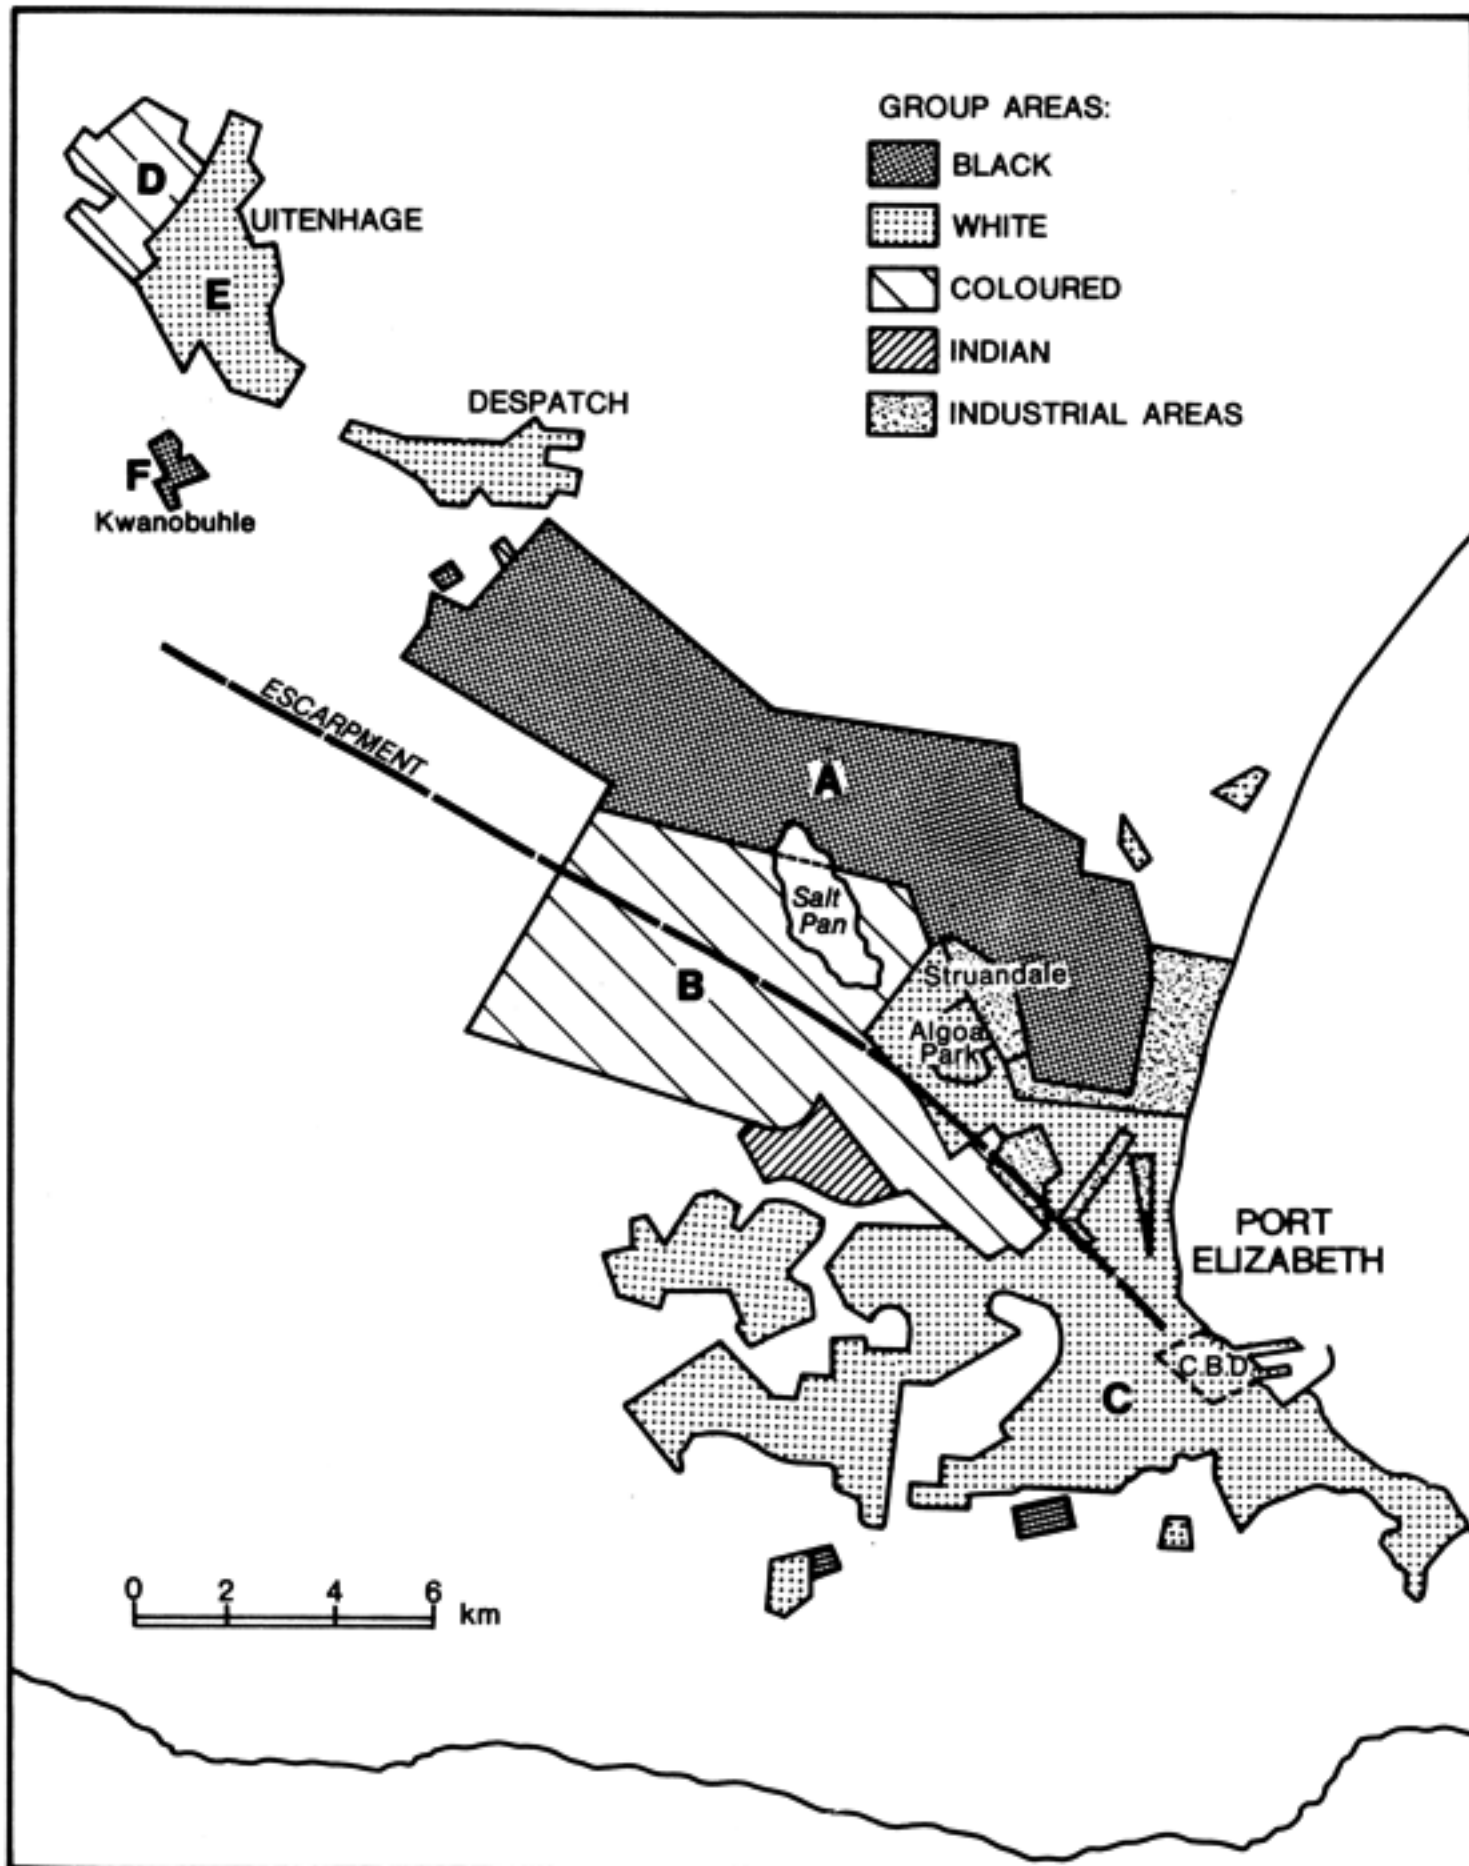 GROUP AREAS:
BLACK
WHITE
COLOURED
INDIAN
INDUSTRIAL AREAS
D
UITENHAGE
E
DESPATCH
F
Kwanobuhle
ESCARPMENT
A
Salt
Pan
B
Struandale
Algoa
Park
PORT
ELIZABETH
C.B.D.
C
0 2 4 6 km